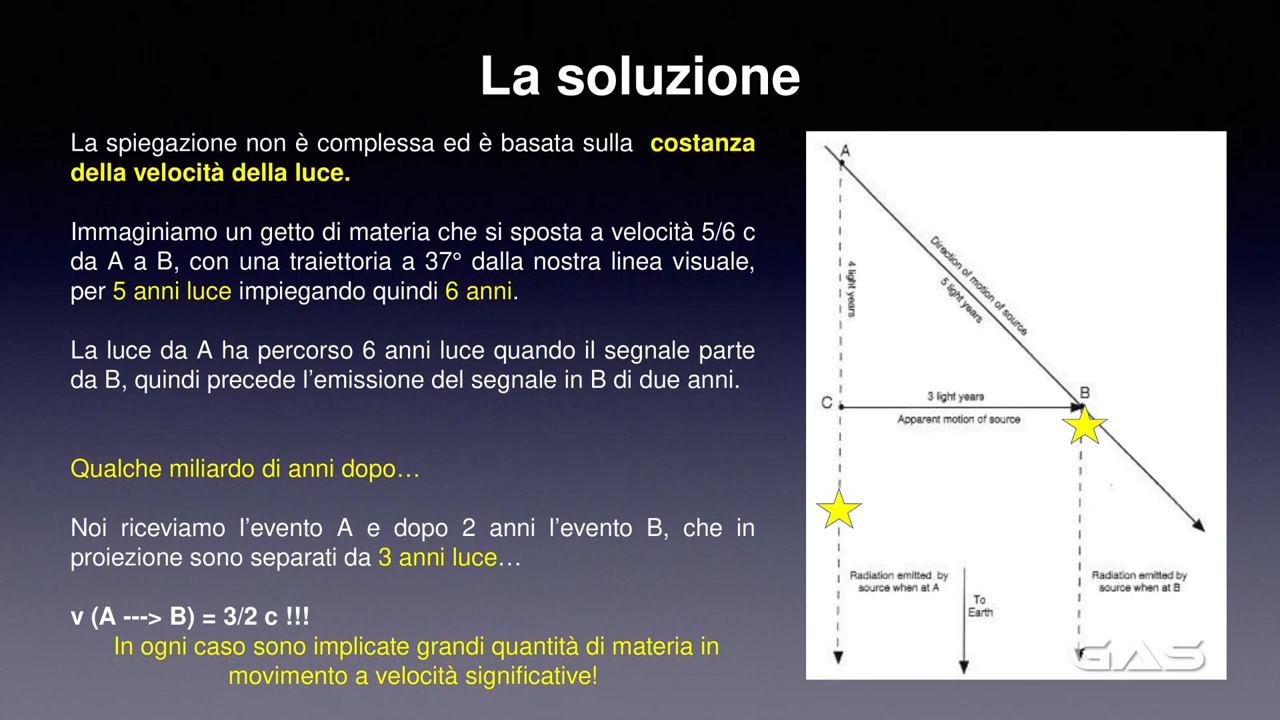 La soluzione
La spiegazione non è complessa ed è basata sulla costanza
della velocità della luce.
Immaginiamo un getto di materia che si sposta a velocità 5/6 c
da A a B, con una traiettoria a 37° dalla nostra linea visuale,
per 5 anni luce impiegando quindi 6 anni.
La luce da A ha percorso 6 anni luce quando il segnale parte
da B, quindi precede l'emissione del segnale in B di due anni.
Qualche miliardo di anni dopo…
Noi riceviamo l'evento A e dopo 2 anni l'evento B, che in
proiezione sono separati da 3 anni luce…
v (A ---> B) = 3/2 c !!!
In ogni caso sono implicate grandi quantità di materia in
movimento a velocità significative!
A
Direction of motion of source
5 light years
4 light years
C
3 light years
Apparent motion of source
B
Radiation emitted by
source when at A
To
Earth
Radiation emitted by
source when at B
GAS